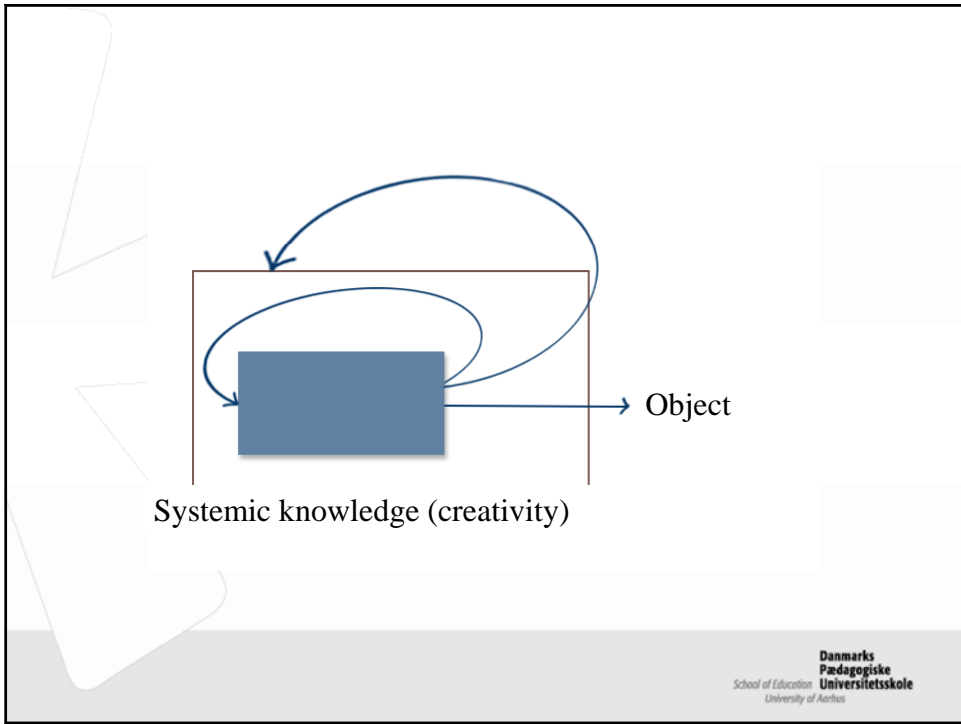 Object
Systemic knowledge (creativity)
Danmarks
Pædagogiske
School of Education Universitetsskole
University of Aarhus